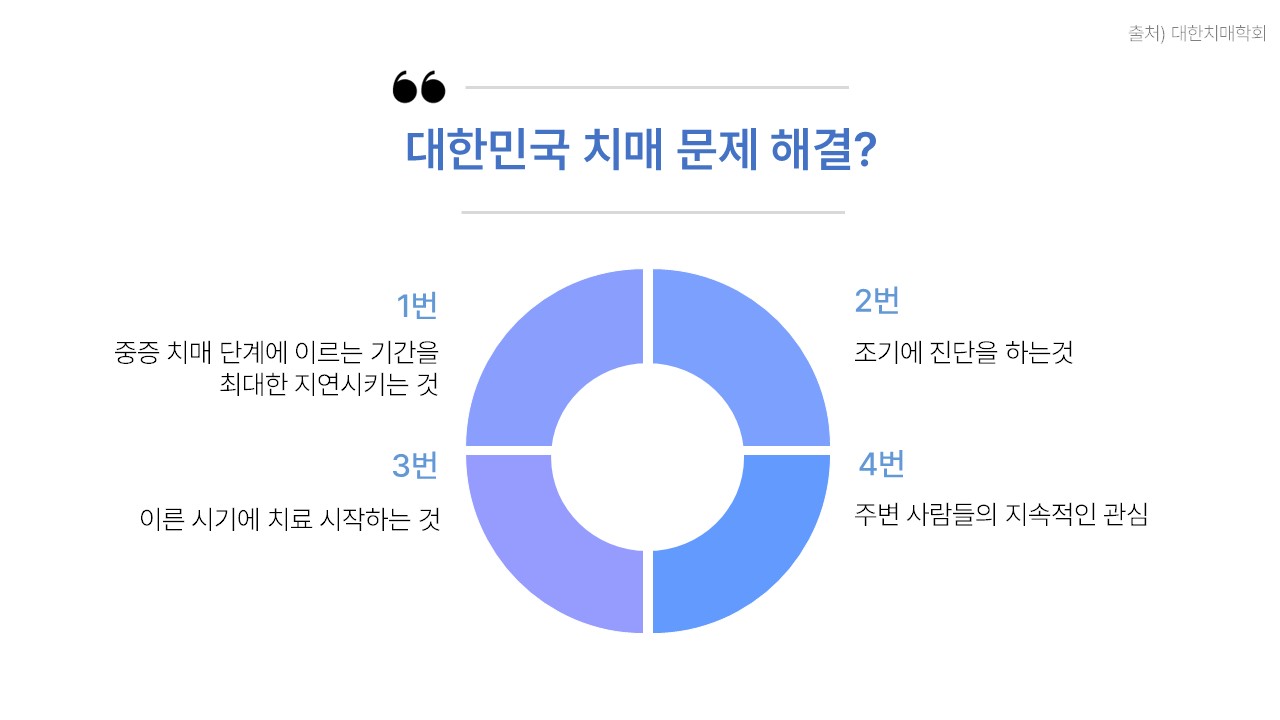 출처) 대한치매학회
❝
대한민국 치매 문제 해결?
1번
중증 치매 단계에 이르는 기간을
최대한 지연시키는 것
2번
조기에 진단을 하는것
3번
이른 시기에 치료 시작하는 것
4번
주변 사람들의 지속적인 관심